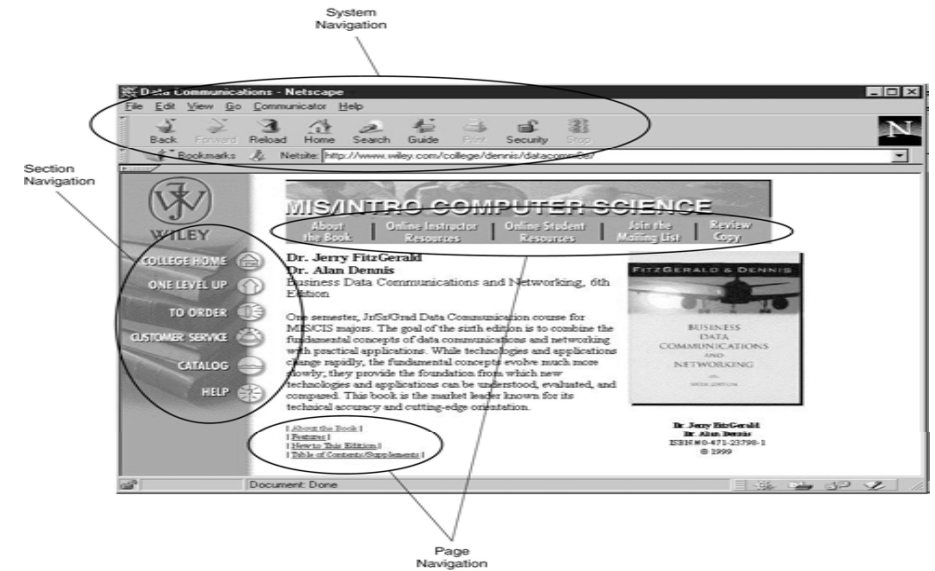 System
Navigation
Data Communications - Netscape
File Edit View Go Communicator Help
Back Forward Reload Home Search Guide Print Security Stop
N
Bookmarks Netsite: http://www.wiley.com/college/dennis/datacomm6e/
Section
Navigation
WILEY
COLLEGE HOME
ONE LEVEL UP
TO ORDER
CUSTOMER SERVICE
CATALOG
HELP
MIS/INTRO COMPUTER SCIENCE
About the Book | Online Instructor Resources | Online Student Resources | Join the Mailing List | Review Copy
Dr. Jerry FitzGerald
Dr. Alan Dennis
Business Data Communications and Networking, 6th
Edition
One semester, Jr/Sr/Grad Data Communication course for
MIS/CIS majors. The goal of the sixth edition is to combine the
fundamental concepts of data communications and networking
with practical applications. While technologies and applications
change rapidly, the fundamental concepts evolve much more
slowly; they provide the foundation from which new
technologies and applications can be understood, evaluated, and
compared. This book is the market leader known for its
technical accuracy and cutting-edge orientation.
| About the Book |
| Features |
| New to This Edition |
| Table of Contents/Supplements |
FITZGERALD & DENNIS
BUSINESS
DATA
COMMUNICATIONS
AND
NETWORKING
SIXTH EDITION
Dr. Jerry FitzGerald
Dr. Alan Dennis
ISBN #0-471-23798-1
© 1999
Document: Done
Page
Navigation